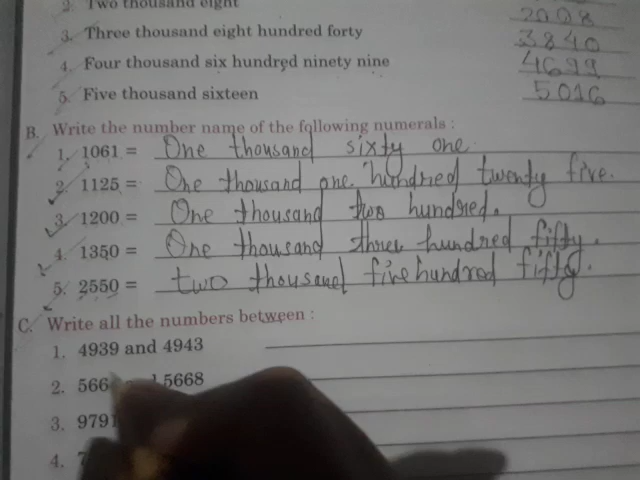 2. Two thousand eight 2008
3. Three thousand eight hundred forty 3840
4. Four thousand six hundred ninety nine 4699
5. Five thousand sixteen 5016
B. Write the number name of the following numerals :
1. 1061 = One thousand sixty one.
2. 1125 = One thousand one hundred twenty five.
3. 1200 = One thousand two hundred.
4. 1350 = One thousand three hundred fifty.
5. 2550 = two thousand five hundred fifty.
C. Write all the numbers between :
1. 4939 and 4943
2. 566 5668
3. 979
4.